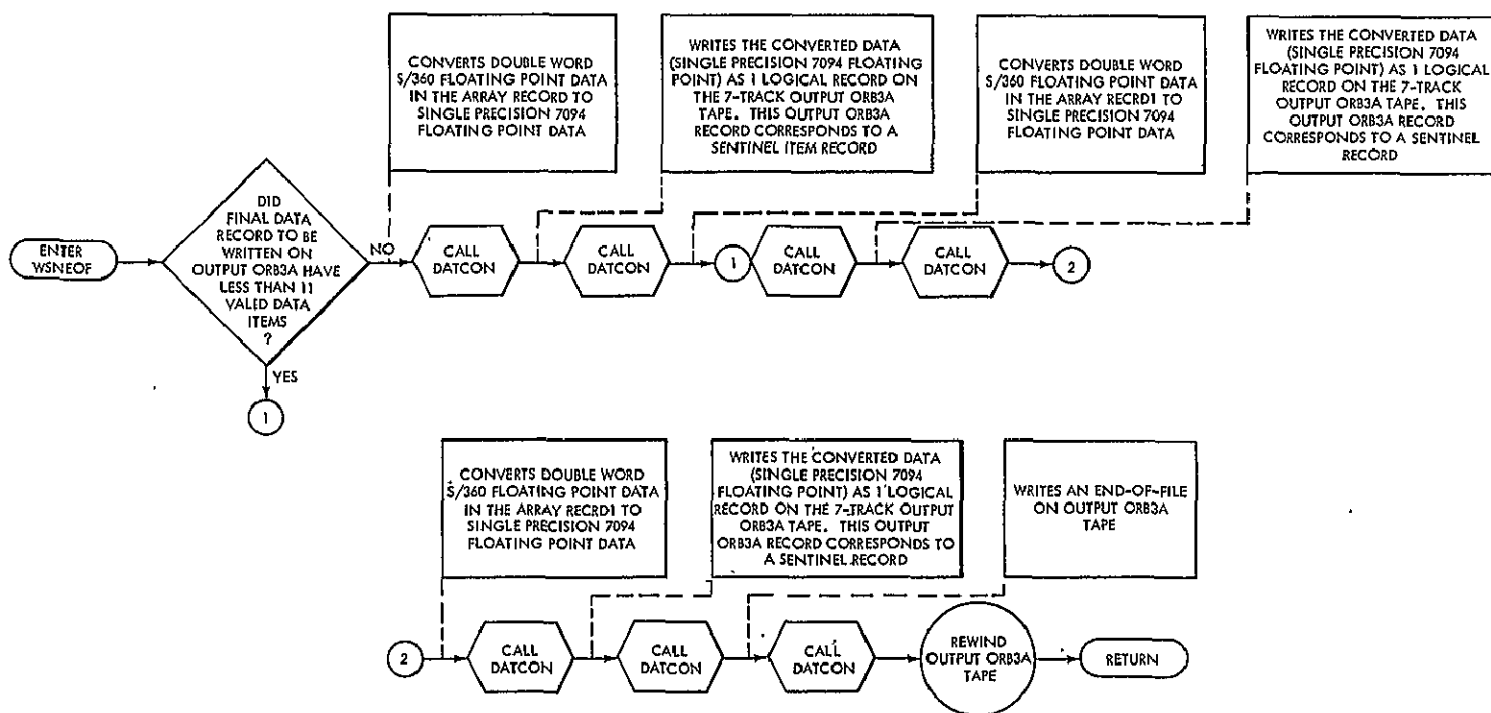 CONVERTS DOUBLE WORD
S/360 FLOATING POINT DATA
IN THE ARRAY RECORD TO
SINGLE PRECISION 7094
FLOATING POINT DATA
WRITES THE CONVERTED DATA
(SINGLE PRECISION 7094 FLOATING
POINT) AS 1 LOGICAL RECORD ON
THE 7-TRACK OUTPUT ORB3A
TAPE. THIS OUTPUT ORB3A
RECORD CORRESPONDS TO A
SENTINEL ITEM RECORD
CONVERTS DOUBLE WORD
S/360 FLOATING POINT DATA
IN THE ARRAY RECRD1 TO
SINGLE PRECISION 7094
FLOATING POINT DATA
WRITES THE CONVERTED DATA
(SINGLE PRECISION 7094
FLOATING POINT) AS 1 LOGICAL
RECORD ON THE 7-TRACK
OUTPUT ORB3A TAPE. THIS
OUTPUT ORB3A RECORD
CORRESPONDS TO A SENTINEL
RECORD
ENTER
WSNEOF
DID
FINAL DATA
RECORD TO BE
WRITTEN ON
OUTPUT ORB3A HAVE
LESS THAN 11
VALID DATA
ITEMS
?
NO
YES
1
CALL
DATCON
CALL
DATCON
1
CALL
DATCON
CALL
DATCON
2
CONVERTS DOUBLE WORD
S/360 FLOATING POINT DATA
IN THE ARRAY RECRD1 TO
SINGLE PRECISION 7094
FLOATING POINT DATA
WRITES THE CONVERTED DATA
(SINGLE PRECISION 7094
FLOATING POINT) AS 1 LOGICAL
RECORD ON THE 7-TRACK OUTPUT
ORB3A TAPE. THIS OUTPUT
ORB3A RECORD CORRESPONDS TO
A SENTINEL RECORD
WRITES AN END-OF-FILE
ON OUTPUT ORB3A
TAPE
2
CALL
DATCON
CALL
DATCON
CALL
DATCON
REWIND
OUTPUT ORB3A
TAPE
RETURN